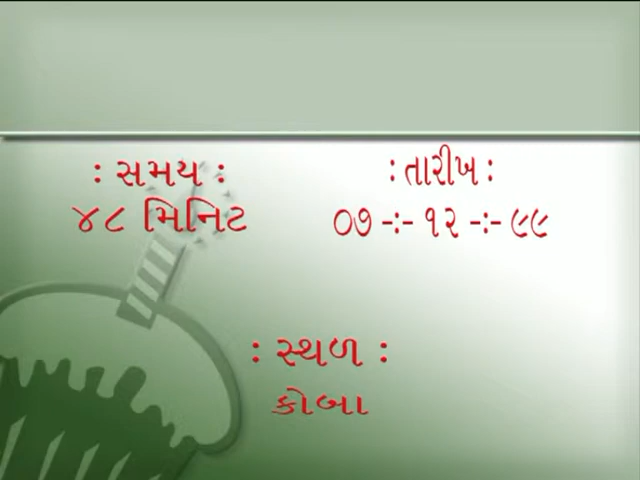 : સમય :
૪૮ મિનિટ
: તારીખ :
૦૭ -:- ૧૨ -:- ૯૯
: સ્થળ :
કોબા